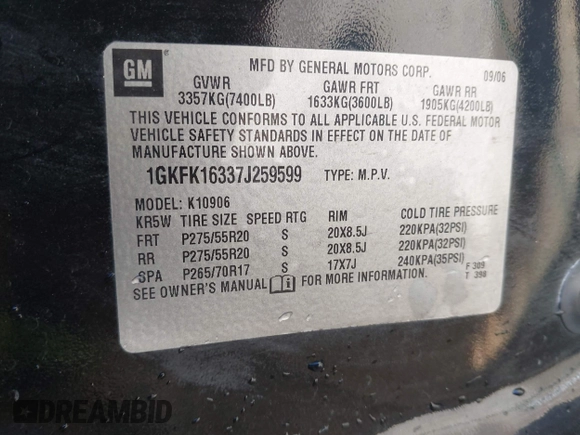 GM
MFD BY GENERAL MOTORS CORP. 09/06
GVWR GAWR FRT GAWR RR
3357KG(7400LB) 1633KG(3600LB) 1905KG(4200LB)
THIS VEHICLE CONFORMS TO ALL APPLICABLE U.S. FEDERAL MOTOR
VEHICLE SAFETY STANDARDS IN EFFECT ON THE DATE OF
MANUFACTURE SHOWN ABOVE.
1GKFK16337J259599 TYPE: M.P.V.
MODEL: K10906
KR5W TIRE SIZE SPEED RTG RIM COLD TIRE PRESSURE
FRT P275/55R20 S 20X8.5J 220KPA(32PSI)
RR P275/55R20 S 20X8.5J 220KPA(32PSI)
SPA P265/70R17 S 17X7J 240KPA(35PSI)
F 309
T 398
SEE OWNER'S MANUAL FOR MORE INFORMATION.
DREAMBID